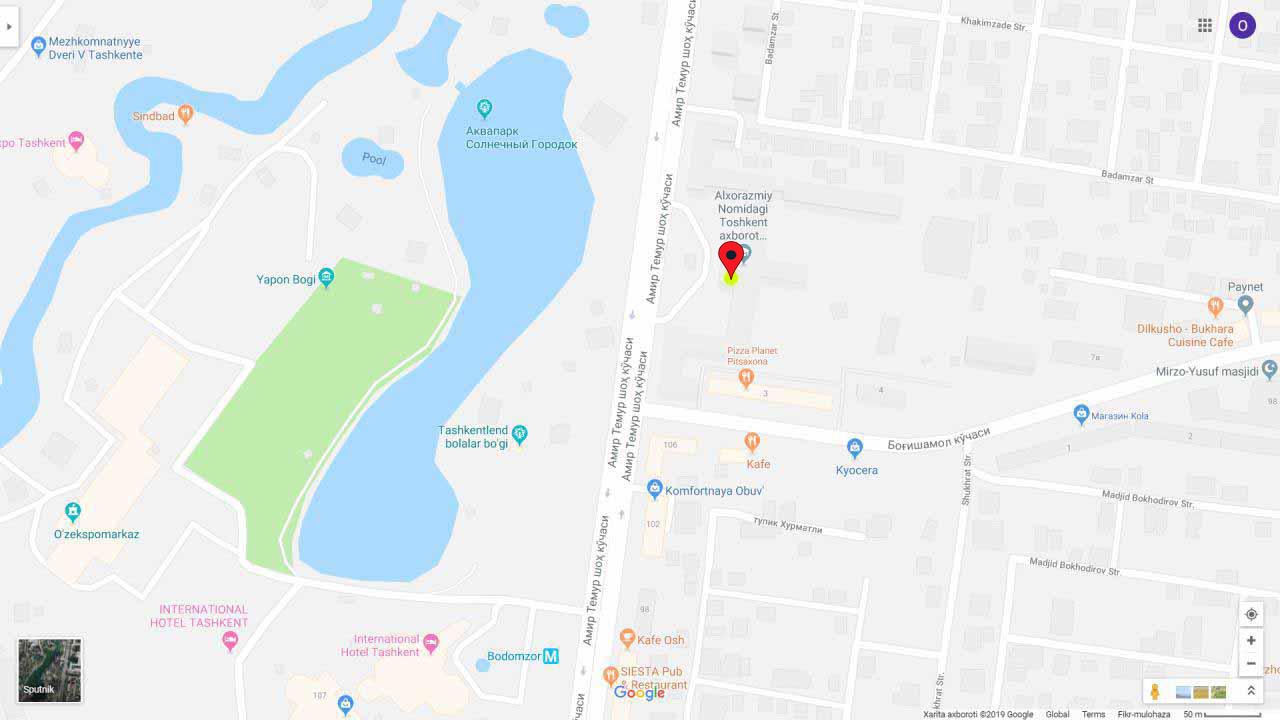 Khakimzade Str.
Badamzar St
Mezhkomnatnyye
Dveri V Tashkente
Амир Темур шоҳ кўчаси
Sindbad
Аквапарк
Солнечный Городок
xpo Tashkent
Pool
Badamzar St
Амир Темур шоҳ кўчаси
Alxorazmiy
Nomidagi
Toshkent
axborot...
Yapon Bogi
Paynet
Dilkusho - Bukhara
Cuisine Cafe
Pizza Planet
Pitsaxona
7a
Mirzo-Yusuf masjidi
3
4
98
Амир Темур шоҳ кўчаси
Амир Темур шоҳ кўчаси
Магазин Kola
Tashkentlend
bolalar bo'gi
106
Kafe
Kyocera
Боғишамол кўчаси
1
2
Komfortnaya Obuv'
Shukhrat Str.
Madjid Bokhodirov Str.
O'zekspomarkaz
102
тупик Хурматли
Амир Темур шоҳ кўчаси
Madjid Bokhodirov Str.
INTERNATIONAL
HOTEL TASHKENT
98
International
Hotel Tashkent
Kafe Osh
Bodomzor M
SIESTA Pub
& Restaurant
107
Sputnik
Google
Xarita axboroti ©2019 Google Global Terms Fikr-mulohaza 50 m
O